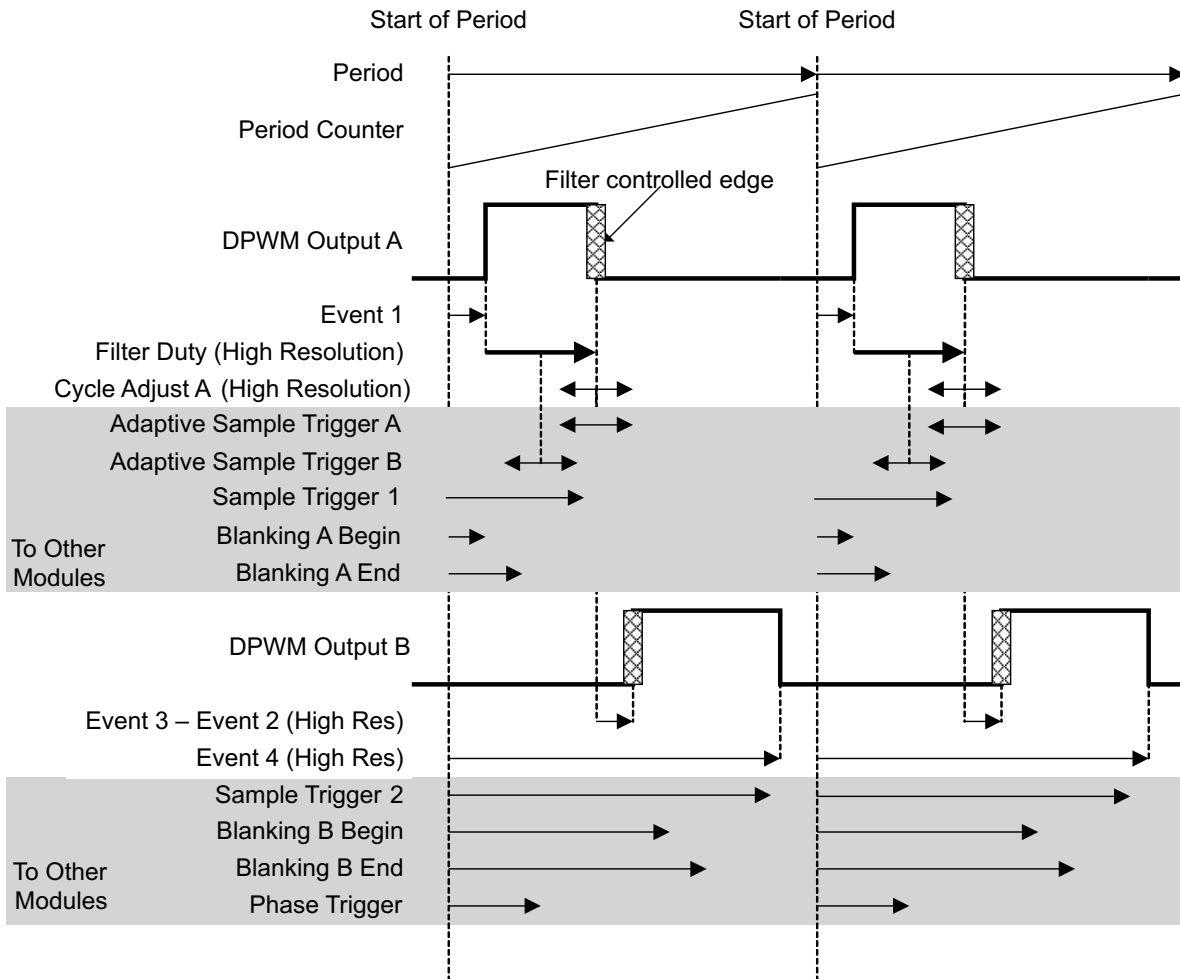 Start of Period
Start of Period
Period
Period Counter
Filter controlled edge
DPWM Output A
Event 1
Filter Duty (High Resolution)
Cycle Adjust A (High Resolution)
Adaptive Sample Trigger A
Adaptive Sample Trigger B
Sample Trigger 1
Blanking A Begin
To Other
Modules
Blanking A End
DPWM Output B
Event 3 – Event 2 (High Res)
Event 4 (High Res)
Sample Trigger 2
Blanking B Begin
Blanking B End
To Other
Modules
Phase Trigger